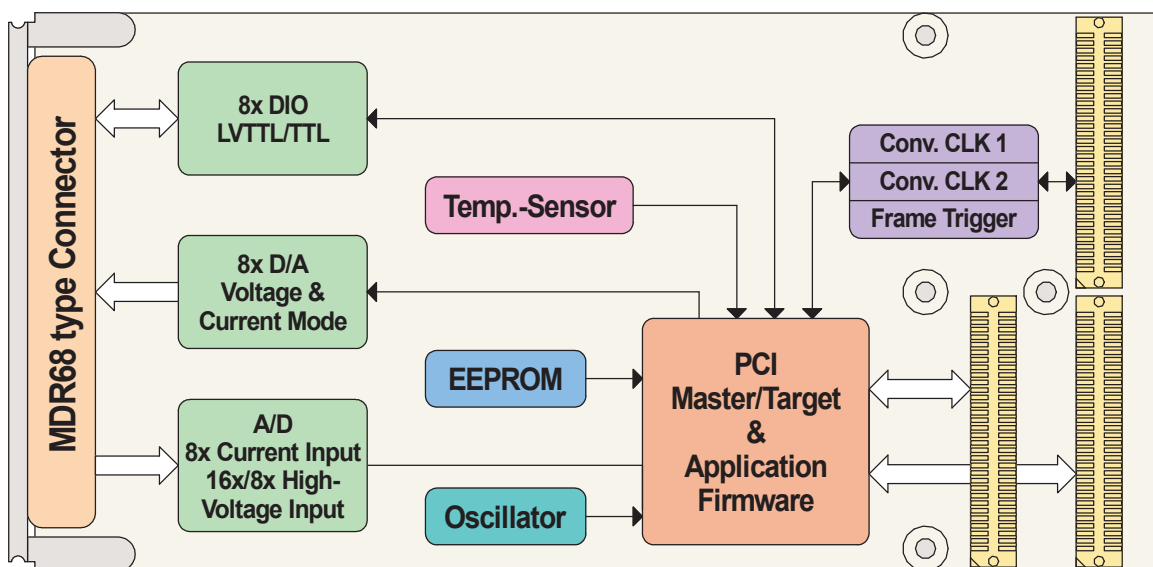 MDR68 type Connector
8x DIO
LVTTL/TTL
Temp.-Sensor
Conv. CLK 1
Conv. CLK 2
Frame Trigger
8x D/A
Voltage &
Current Mode
EEPROM
PCI
Master/Target
&
Application
Firmware
A/D
8x Current Input
16x/8x High-
Voltage Input
Oscillator